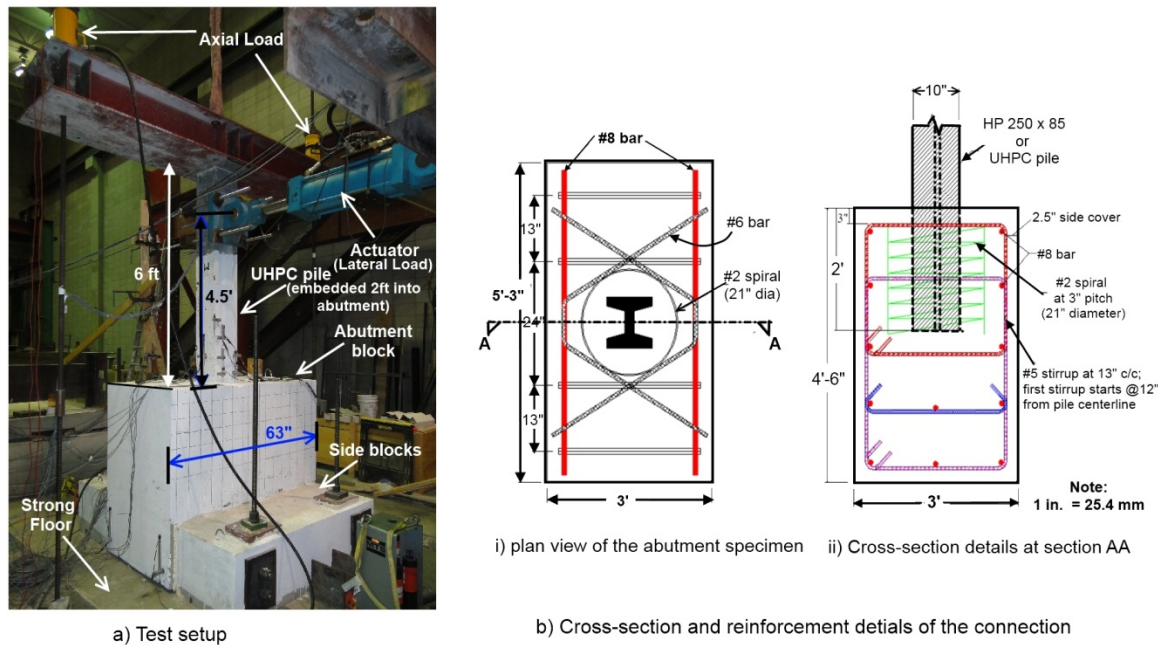 Axial Load
6 ft
4.5'
Actuator
(Lateral Load)
UHPC pile
(embedded 2ft into
abutment)
Abutment
block
63"
Side blocks
Strong
Floor
a) Test setup
#8 bar
13"
#6 bar
5'-3"
24"
#2 spiral
(21" dia)
A
A
13"
3'
i) plan view of the abutment specimen
10"
HP 250 x 85
or
UHPC pile
3"
2.5" side cover
#8 bar
2'
#2 spiral
at 3" pitch
(21" diameter)
4'-6"
#5 stirrup at 13" c/c;
first stirrup starts @12"
from pile centerline
3'
Note:
1 in. = 25.4 mm
ii) Cross-section details at section AA
b) Cross-section and reinforcement detials of the connection